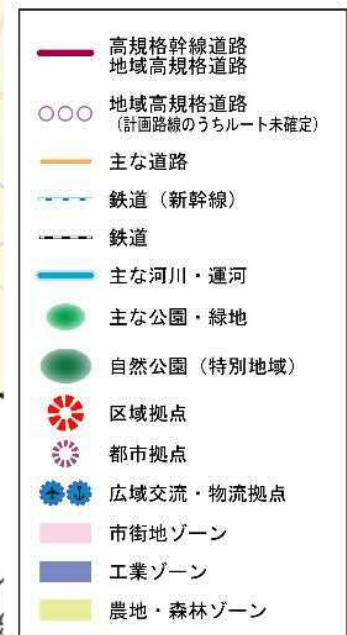 高規格幹線道路
地域高規格道路
地域高規格道路
(計画路線のうちルート未確定)
主な道路
鉄道(新幹線)
鉄道
主な河川・運河
主な公園・緑地
自然公園(特別地域)
区域拠点
都市拠点
広域交流・物流拠点
市街地ゾーン
工業ゾーン
農地・森林ゾーン